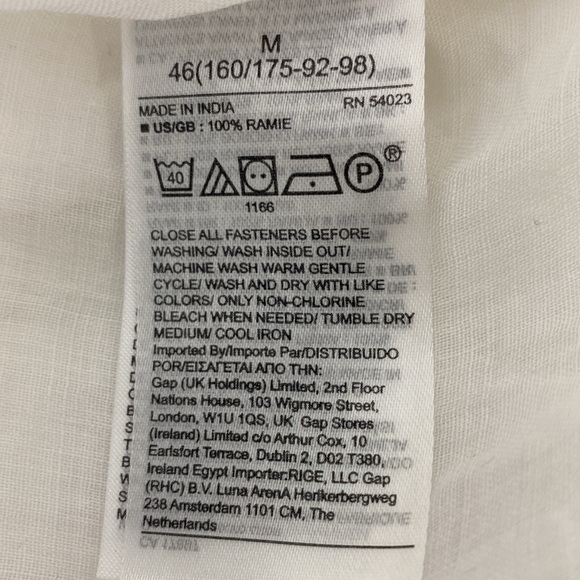 M
46(160/175-92-98)
MADE IN INDIA RN 54023
■ US/GB : 100% RAMIE
40 P ®
1166
CLOSE ALL FASTENERS BEFORE
WASHING/ WASH INSIDE OUT/
MACHINE WASH WARM GENTLE
CYCLE/ WASH AND DRY WITH LIKE
COLORS/ ONLY NON-CHLORINE
BLEACH WHEN NEEDED/ TUMBLE DRY
MEDIUM/ COOL IRON
Imported By/Importe Par/DISTRIBUIDO
POR/ΕΙΣΑΓΕΤΑΙ ΑΠΟ ΤΗΝ:
Gap (UK Holdings) Limited, 2nd Floor
Nations House, 103 Wigmore Street,
London, W1U 1QS, UK Gap Stores
(Ireland) Limited c/o Arthur Cox, 10
Earlsfort Terrace, Dublin 2, D02 T380,
Ireland Egypt Importer:RIGE, LLC Gap
(RHC) B.V. Luna ArenA Herikerbergweg
238 Amsterdam 1101 CM, The
Netherlands